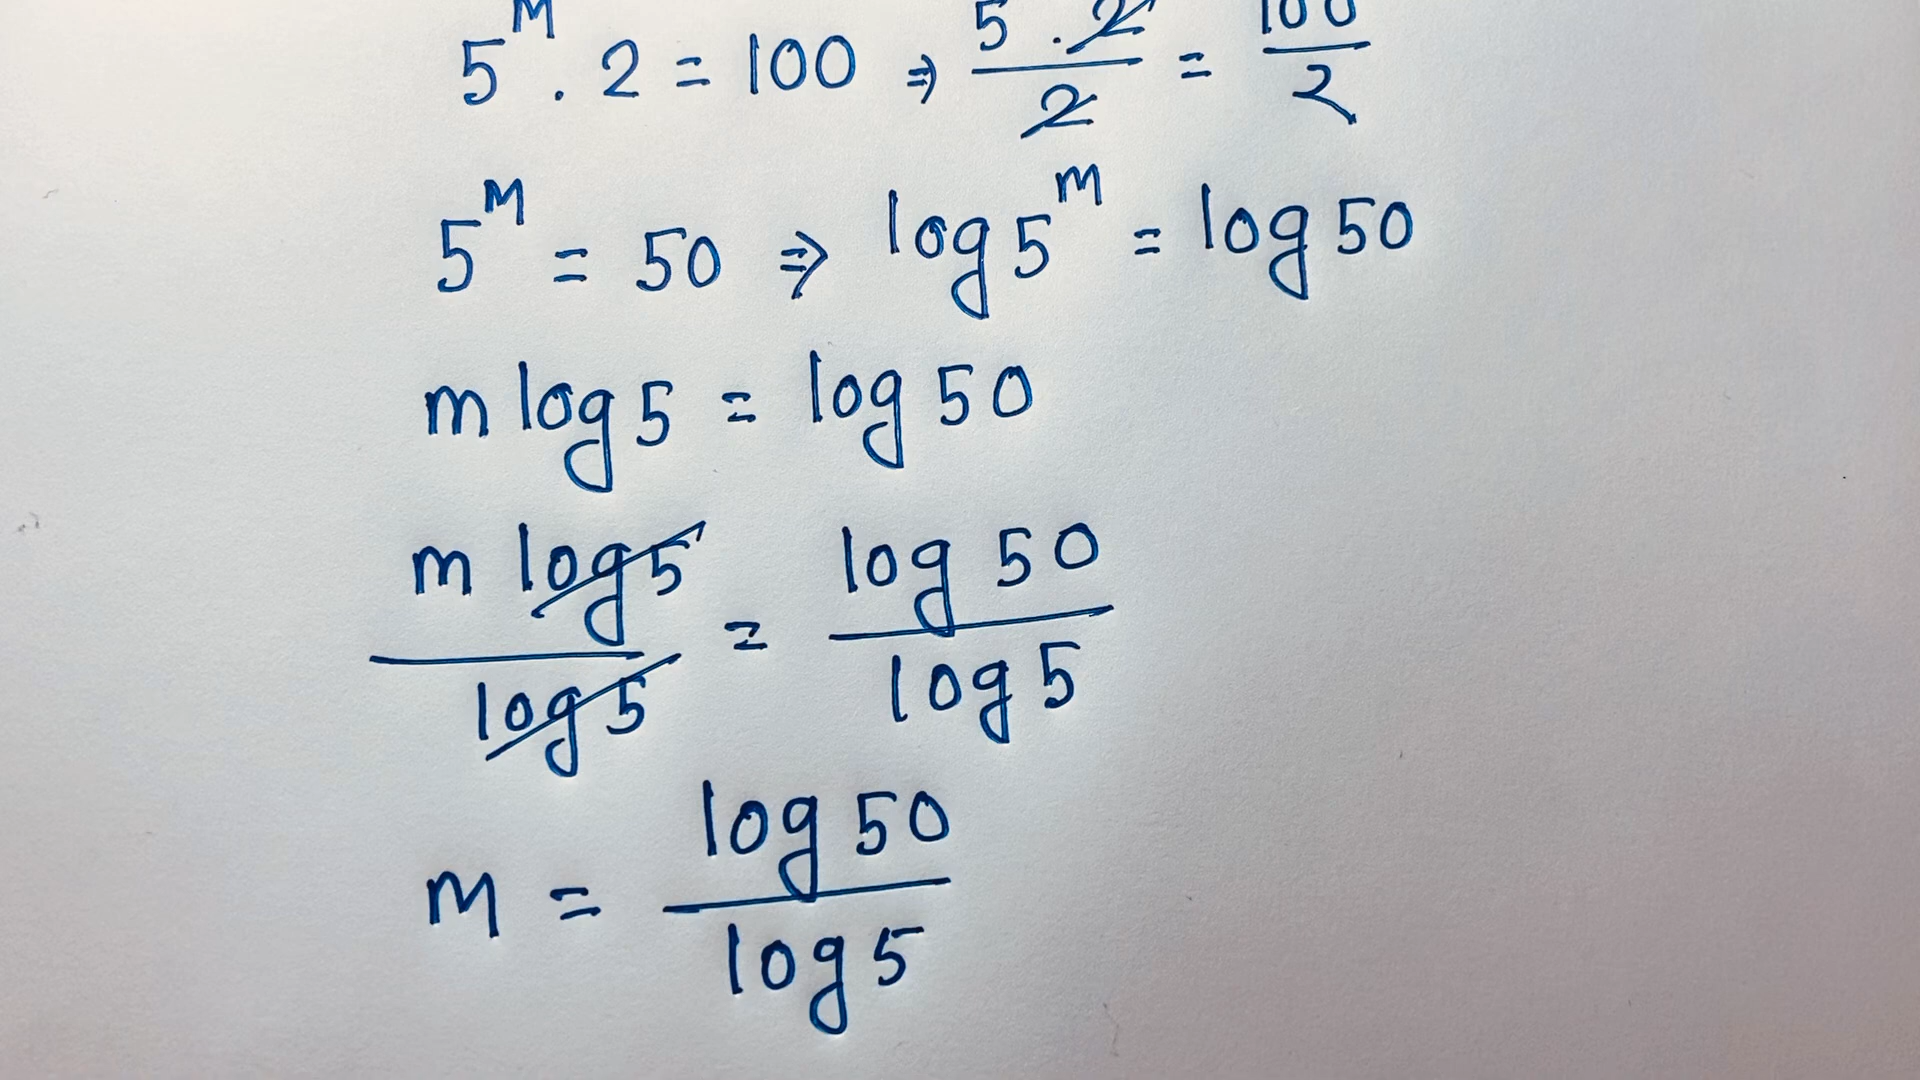 5^M . 2 = 100 ⇒ 5 . 2 / 2 = 100 / 2
5^M = 50 ⇒ log 5^m = log 50
m log 5 = log 50
m log 5 / log 5 = log 50 / log 5
M = log 50 / log 5